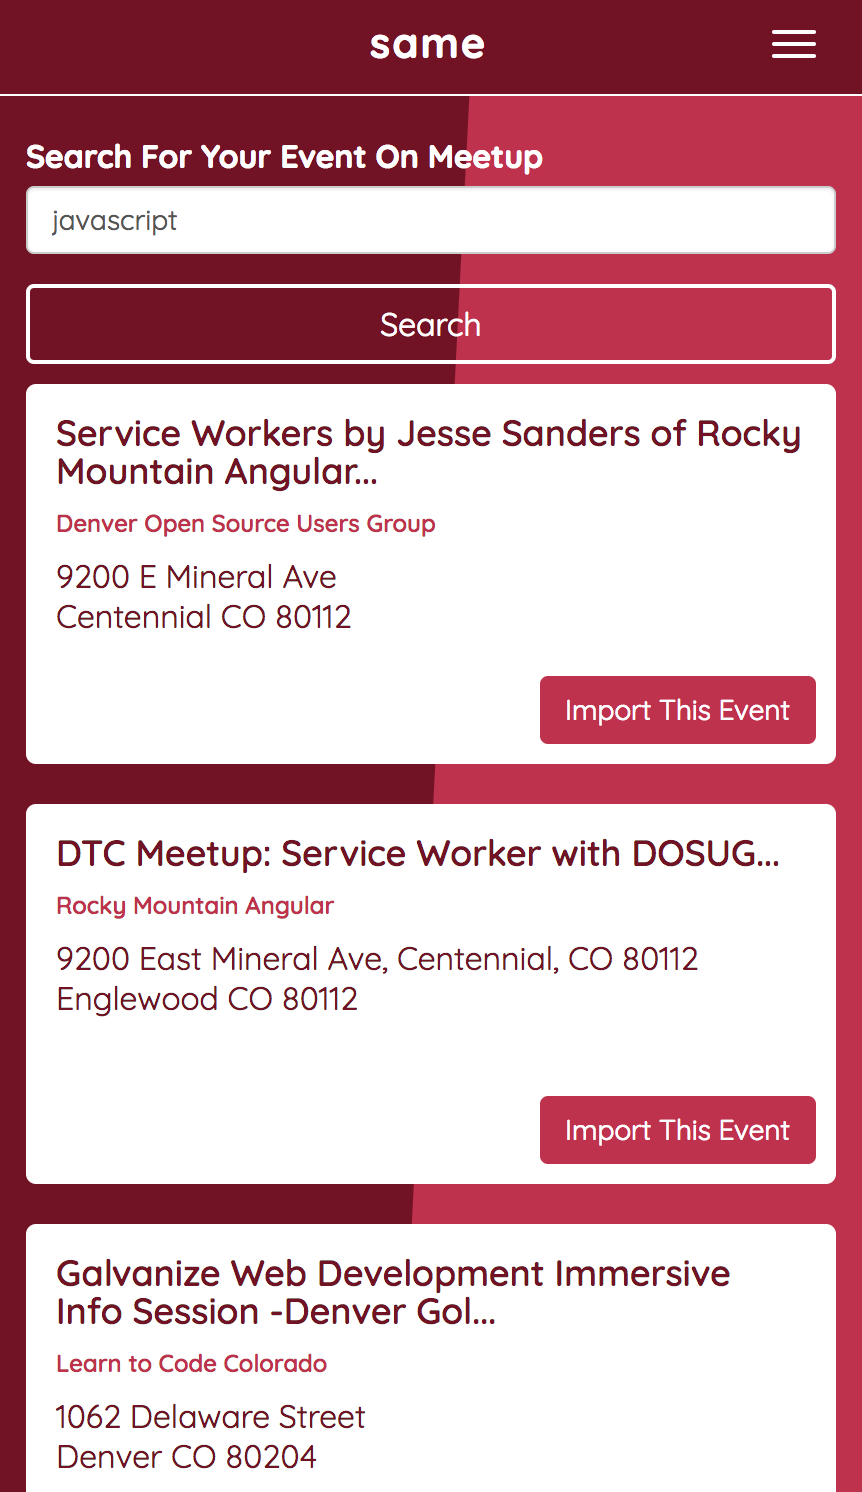 same
Search For Your Event On Meetup
javascript
Search
Service Workers by Jesse Sanders of Rocky
Mountain Angular...
Denver Open Source Users Group
9200 E Mineral Ave
Centennial CO 80112
Import This Event
DTC Meetup: Service Worker with DOSUG...
Rocky Mountain Angular
9200 East Mineral Ave, Centennial, CO 80112
Englewood CO 80112
Import This Event
Galvanize Web Development Immersive
Info Session -Denver Gol...
Learn to Code Colorado
1062 Delaware Street
Denver CO 80204